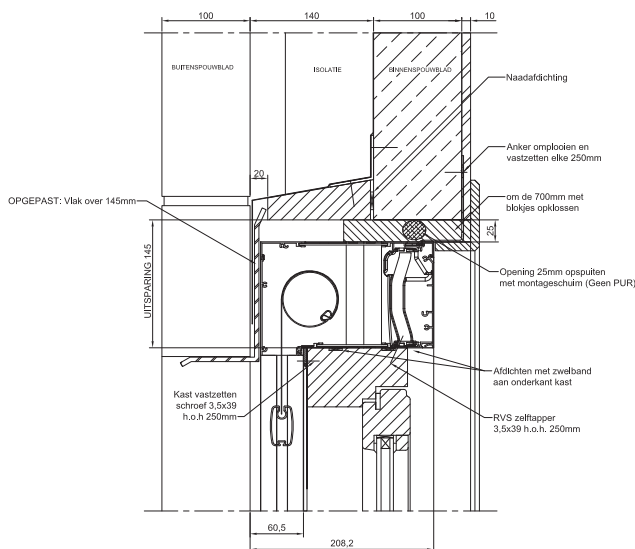 100
140
100
10
BUITENSPOUWBLAD
ISOLATIE
BINNENSPOUWBLAD
Naadafdichting
Anker omplooien en
vastzetten elke 250mm
20
OPGEPAST: Vlak over 145mm
om de 700mm met
blokjes opklossen
25
UITSPARING 145
Opening 25mm opspuiten
met montageschuim (Geen PUR)
Afdichten met zwelband
aan onderkant kast
Kast vastzetten
schroef 3,5x39
h.o.h 250mm
RVS zelftapper
3,5x39 h.o.h. 250mm
60,5
208,2